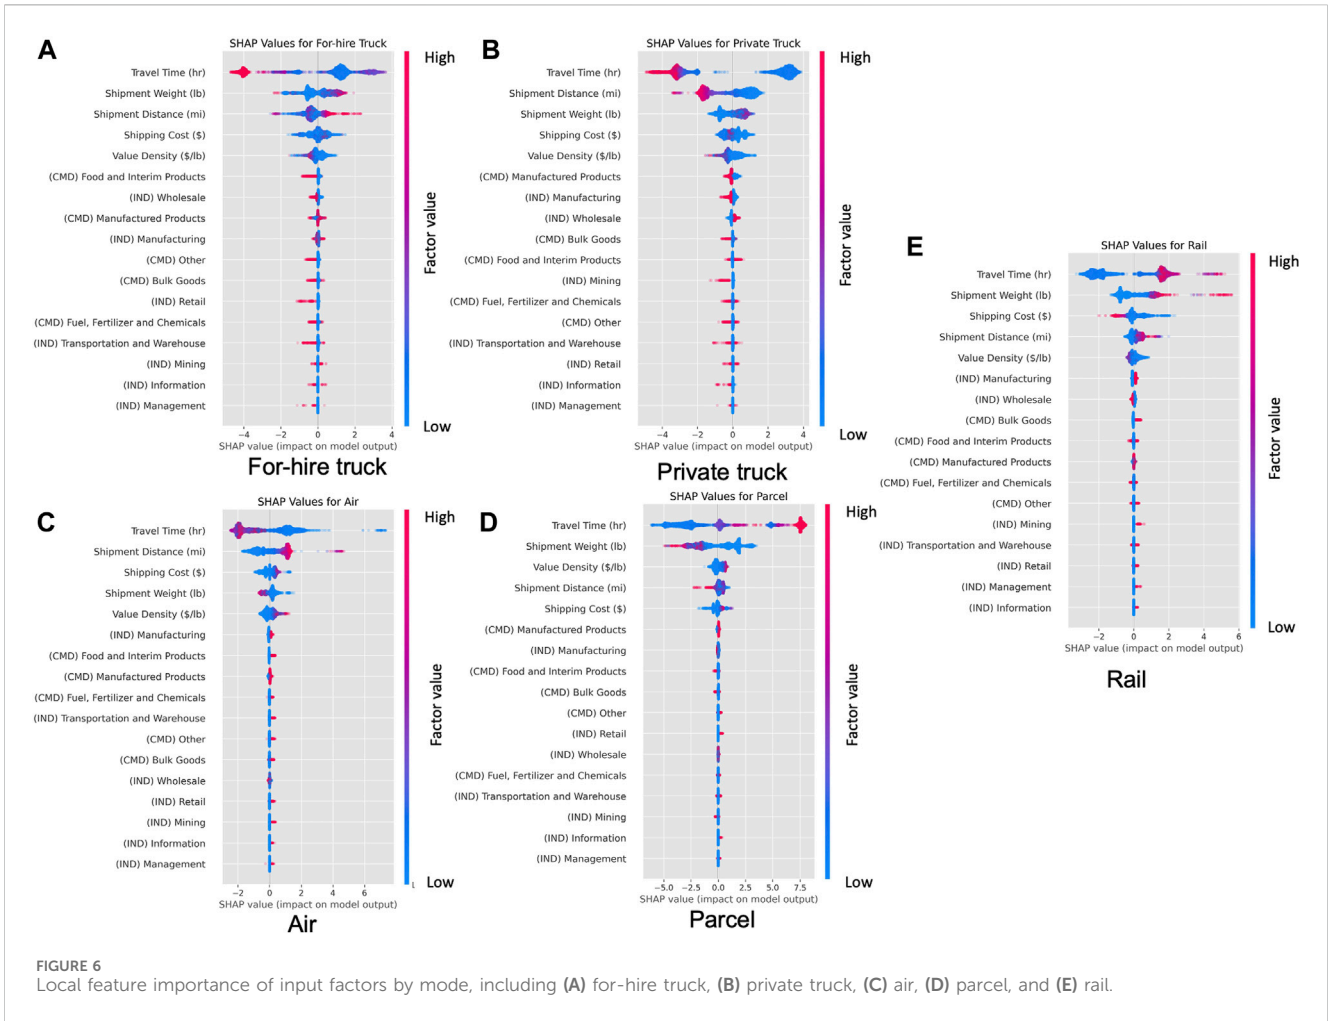 A
SHAP Values for For-hire Truck
High
Travel Time (hr)
Shipment Weight (lb)
Shipment Distance (mi)
Shipping Cost ($)
Value Density ($/lb)
(CMD) Food and Interim Products
(IND) Wholesale
(CMD) Manufactured Products
(IND) Manufacturing
(CMD) Other
(CMD) Bulk Goods
(IND) Retail
(CMD) Fuel, Fertilizer and Chemicals
(IND) Transportation and Warehouse
(IND) Mining
(IND) Information
(IND) Management
Factor value
Low
−4 −2 0 2 4
SHAP value (impact on model output)
For-hire truck
B
SHAP Values for Private Truck
High
Travel Time (hr)
Shipment Distance (mi)
Shipment Weight (lb)
Shipping Cost ($)
Value Density ($/lb)
(CMD) Manufactured Products
(IND) Manufacturing
(IND) Wholesale
(CMD) Bulk Goods
(CMD) Food and Interim Products
(IND) Mining
(CMD) Fuel, Fertilizer and Chemicals
(CMD) Other
(IND) Transportation and Warehouse
(IND) Retail
(IND) Information
(IND) Management
Factor value
Low
−4 −2 0 2 4
SHAP value (impact on model output)
Private truck
C
SHAP Values for Air
High
Travel Time (hr)
Shipment Distance (mi)
Shipping Cost ($)
Shipment Weight (lb)
Value Density ($/lb)
(IND) Manufacturing
(CMD) Food and Interim Products
(CMD) Manufactured Products
(CMD) Fuel, Fertilizer and Chemicals
(IND) Transportation and Warehouse
(CMD) Other
(CMD) Bulk Goods
(IND) Wholesale
(IND) Retail
(IND) Mining
(IND) Information
(IND) Management
Factor value
Low
−2 0 2 4 6
SHAP value (impact on model output)
Air
D
SHAP Values for Parcel
High
Travel Time (hr)
Shipment Weight (lb)
Value Density ($/lb)
Shipment Distance (mi)
Shipping Cost ($)
(CMD) Manufactured Products
(IND) Manufacturing
(CMD) Food and Interim Products
(CMD) Bulk Goods
(CMD) Other
(IND) Retail
(IND) Wholesale
(CMD) Fuel, Fertilizer and Chemicals
(IND) Transportation and Warehouse
(IND) Mining
(IND) Information
(IND) Management
Factor value
Low
−5.0 −2.5 0.0 2.5 5.0 7.5
SHAP value (impact on model output)
Parcel
E
SHAP Values for Rail
High
Travel Time (hr)
Shipment Weight (lb)
Shipping Cost ($)
Shipment Distance (mi)
Value Density ($/lb)
(IND) Manufacturing
(IND) Wholesale
(CMD) Bulk Goods
(CMD) Food and Interim Products
(CMD) Manufactured Products
(CMD) Fuel, Fertilizer and Chemicals
(CMD) Other
(IND) Mining
(IND) Transportation and Warehouse
(IND) Retail
(IND) Management
(IND) Information
Factor value
Low
−2 0 2 4 6
SHAP value (impact on model output)
Rail
FIGURE 6
Local feature importance of input factors by mode, including (A) for-hire truck, (B) private truck, (C) air, (D) parcel, and (E) rail.